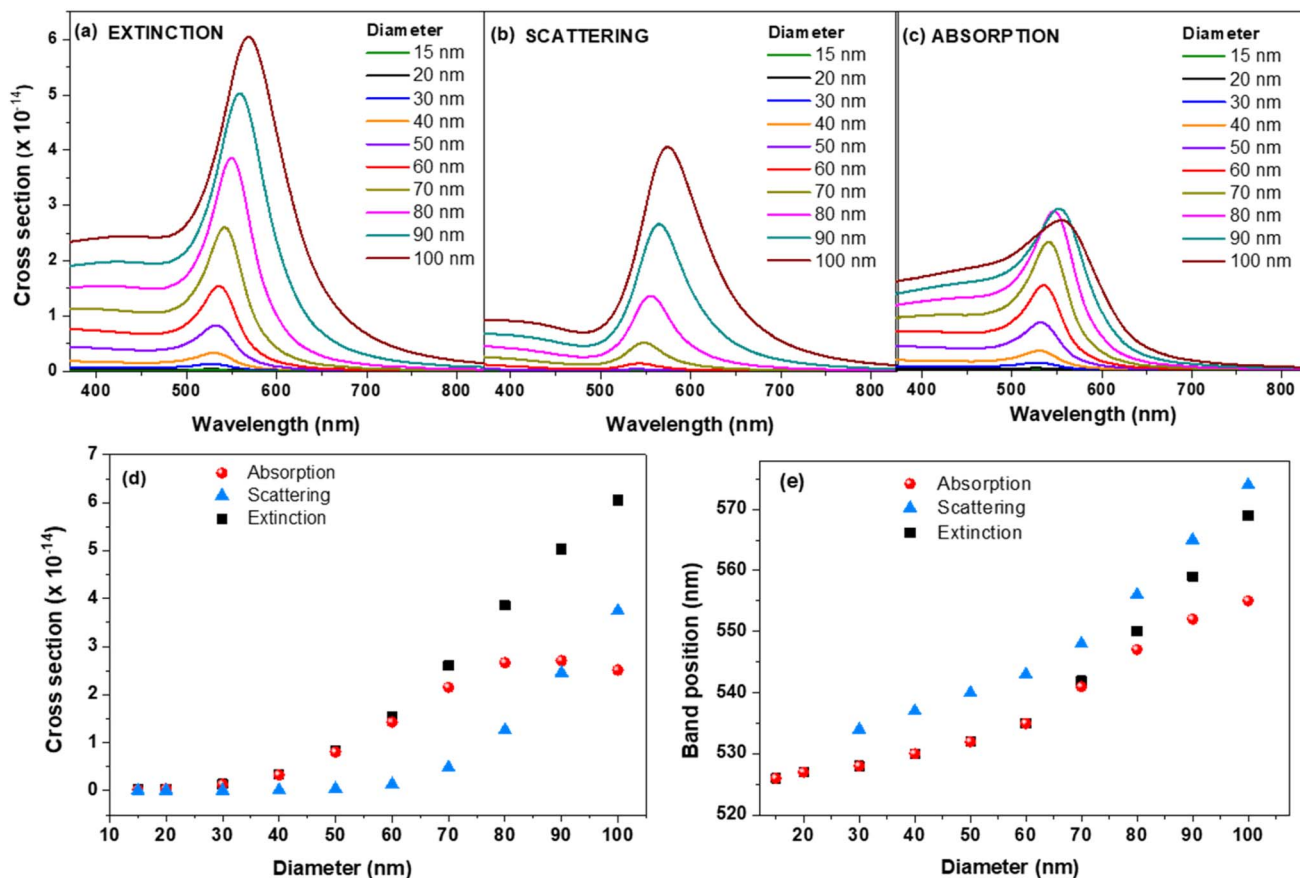 (a) EXTINCTION
Diameter
15 nm
20 nm
30 nm
40 nm
50 nm
60 nm
70 nm
80 nm
90 nm
100 nm
Cross section (x 10⁻¹⁴)
6
5
4
3
2
1
0
400 500 600 700 800
Wavelength (nm)
(b) SCATTERING
Diameter
15 nm
20 nm
30 nm
40 nm
50 nm
60 nm
70 nm
80 nm
90 nm
100 nm
400 500 600 700 800
Wavelength (nm)
(c) ABSORPTION
Diameter
15 nm
20 nm
30 nm
40 nm
50 nm
60 nm
70 nm
80 nm
90 nm
100 nm
400 500 600 700 800
Wavelength (nm)
(d)
Absorption
Scattering
Extinction
Cross section (x 10⁻¹⁴)
7
6
5
4
3
2
1
0
10 20 30 40 50 60 70 80 90 100
Diameter (nm)
(e)
Absorption
Scattering
Extinction
Band position (nm)
570
560
550
540
530
520
20 30 40 50 60 70 80 90 100
Diameter (nm)